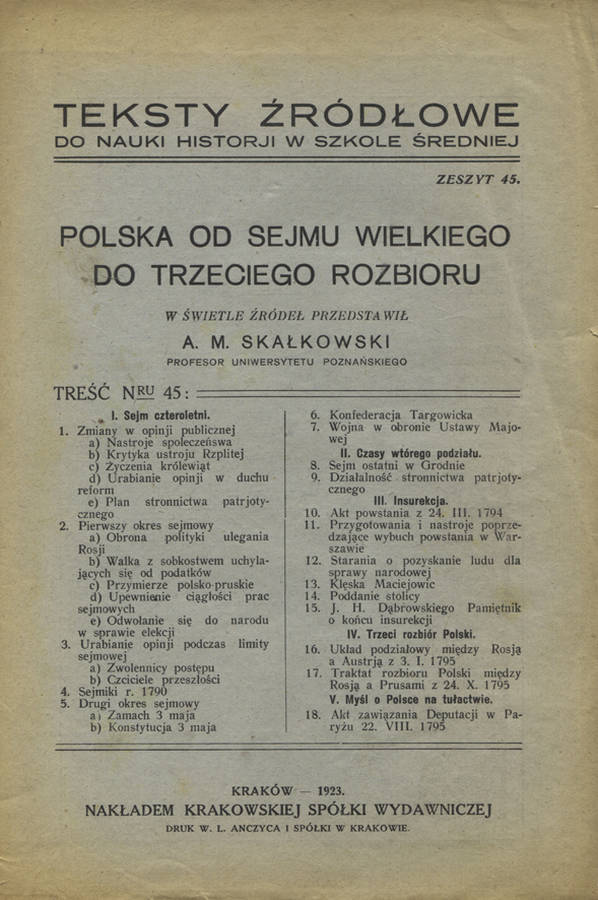 TEKSTY ŹRÓDŁOWE
DO NAUKI HISTORJI W SZKOLE ŚREDNIEJ
ZESZYT 45.
POLSKA OD SEJMU WIELKIEGO
DO TRZECIEGO ROZBIORU
W ŚWIETLE ŹRÓDEŁ PRZEDSTAWIŁ
A. M. SKAŁKOWSKI
PROFESOR UNIWERSYTETU POZNAŃSKIEGO
TREŚĆ NRU 45:
I. Sejm czteroletni.
1. Zmiany w opinji publicznej
a) Nastroje społeczeńswa
b) Krytyka ustroju Rzplitej
c) Życzenia królewiąt
d) Urabianie opinji w duchu
reform
e) Plan stronnictwa patrjoty-
cznego
2. Pierwszy okres sejmowy
a) Obrona polityki ulegania
Rosji
b) Walka z sobkostwem uchyla-
jących się od podatków
c) Przymierze polsko-pruskie
d) Upewnienie ciągłości prac
sejmowych
e) Odwołanie się do narodu
w sprawie elekcji
3. Urabianie opinji podczas limity
sejmowej
a) Zwolennicy postępu
b) Czciciele przeszłości
4. Sejmiki r. 1790
5. Drugi okres sejmowy
a) Zamach 3 maja
b) Konstytucja 3 maja
6. Konfederacja Targowicka
7. Wojna w obronie Ustawy Majo-
wej
II. Czasy wtórego podziału.
8. Sejm ostatni w Grodnie
9. Działalność stronnictwa patrjoty-
cznego
III. Insurekcja.
10. Akt powstania z 24. III. 1794
11. Przygotowania i nastroje poprze-
dzające wybuch powstania w War-
szawie
12. Starania o pozyskanie ludu dla
sprawy narodowej
13. Klęska Maciejowic
14. Poddanie stolicy
15. J. H. Dąbrowskiego Pamiętnik
o końcu insurekcji
IV. Trzeci rozbiór Polski.
16. Układ podziałowy między Rosją
a Austrją z 3. I. 1795
17. Traktat rozbioru Polski między
Rosją a Prusami z 24. X. 1795
V. Myśl o Polsce na tułactwie.
18. Akt zawiązania Deputacji w Pa-
ryżu 22. VIII. 1795
KRAKÓW — 1923.
NAKŁADEM KRAKOWSKIEJ SPÓŁKI WYDAWNICZEJ
DRUK W. L. ANCZYCA I SPÓŁKI W KRAKOWIE.